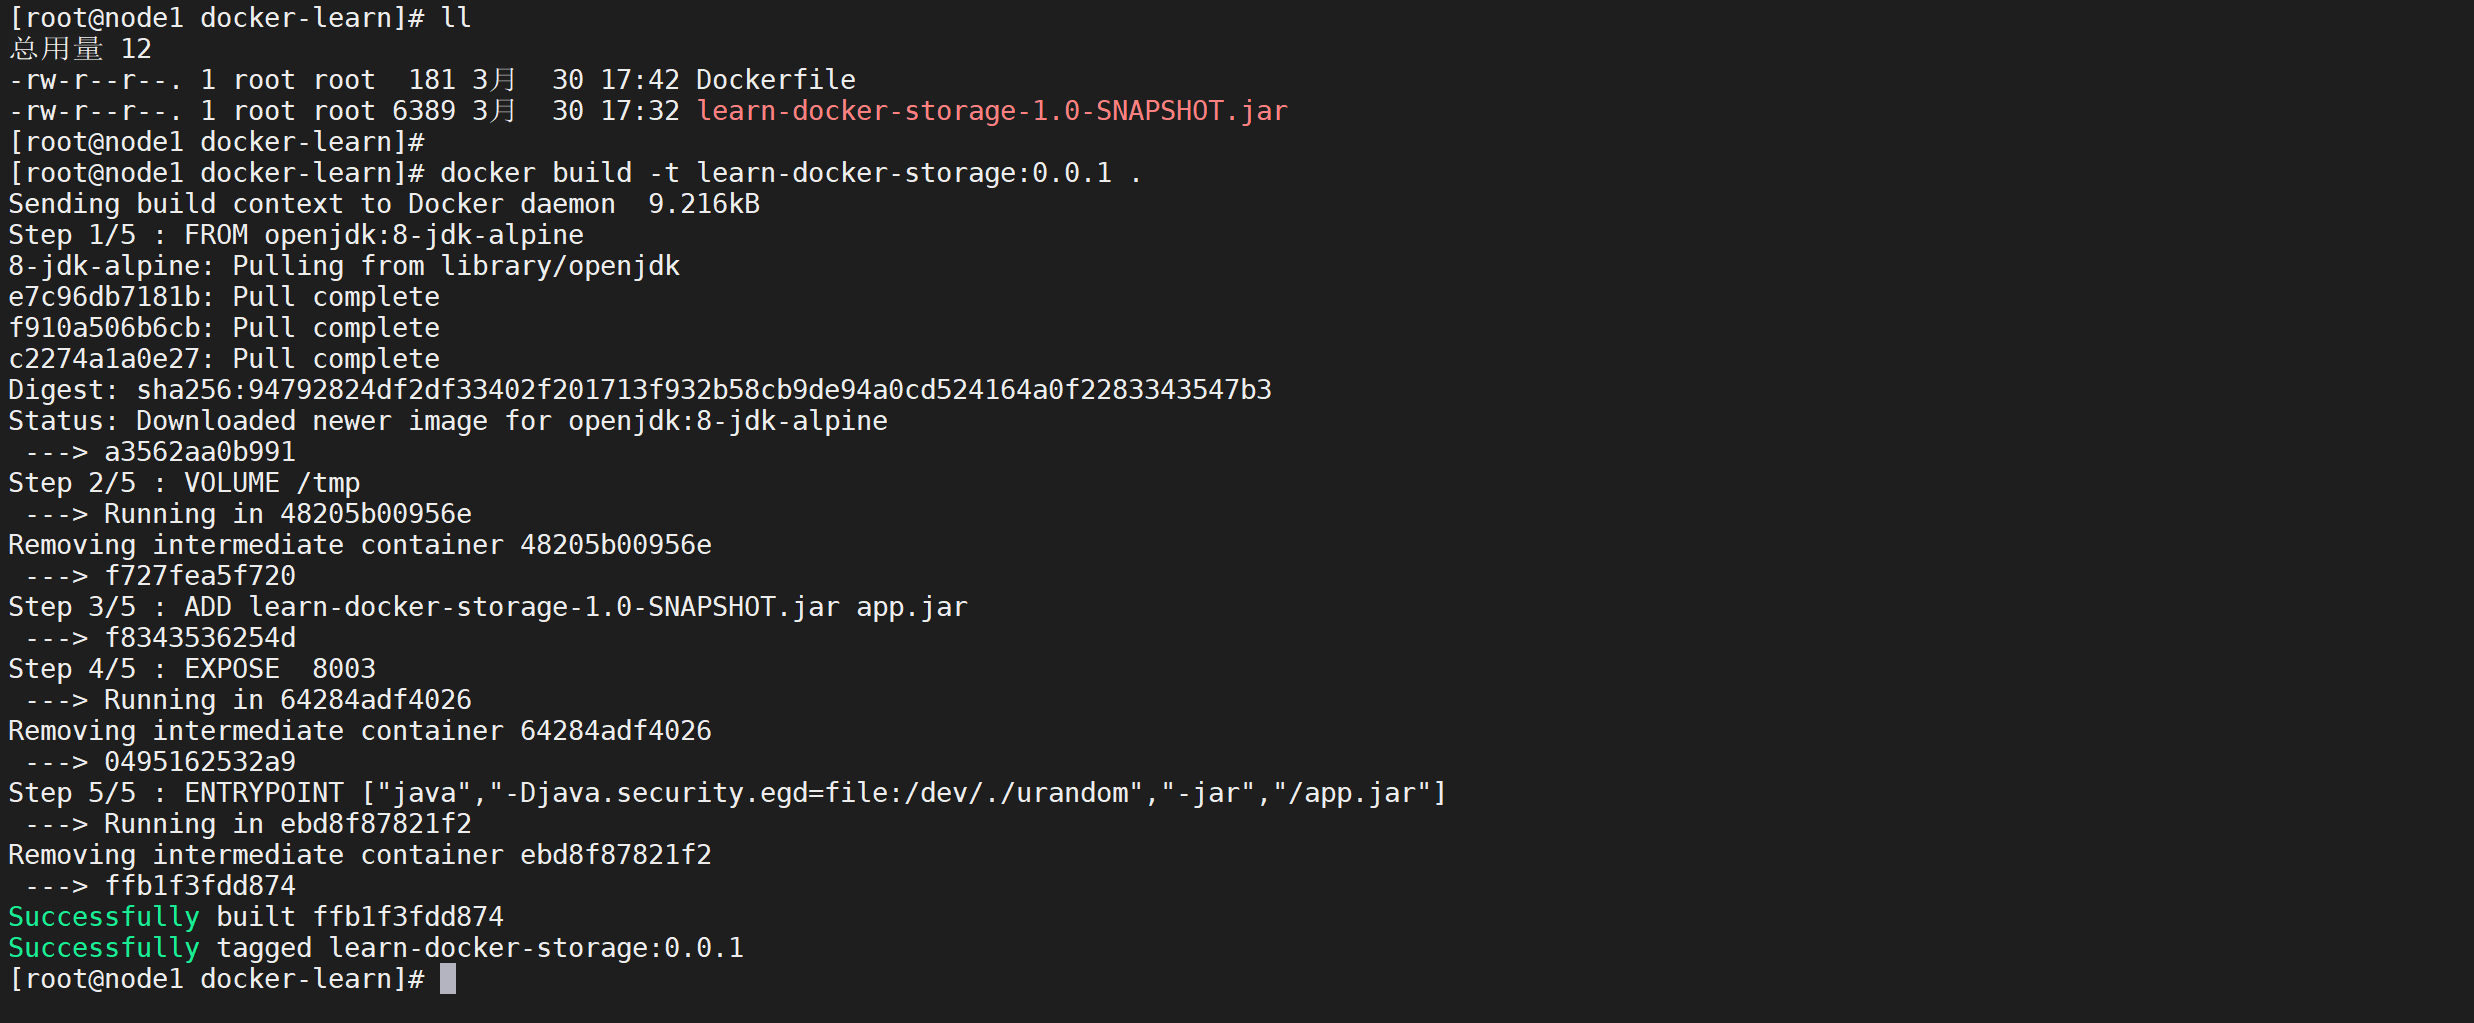 [root@node1 docker-learn]# ll
总用量 12
-rw-r--r--. 1 root root  181 3月  30 17:42 Dockerfile
-rw-r--r--. 1 root root 6389 3月  30 17:32 learn-docker-storage-1.0-SNAPSHOT.jar
[root@node1 docker-learn]#
[root@node1 docker-learn]# docker build -t learn-docker-storage:0.0.1 .
Sending build context to Docker daemon  9.216kB
Step 1/5 : FROM openjdk:8-jdk-alpine
8-jdk-alpine: Pulling from library/openjdk
e7c96db7181b: Pull complete
f910a506b6cb: Pull complete
c2274a1a0e27: Pull complete
Digest: sha256:94792824df2df33402f201713f932b58cb9de94a0cd524164a0f2283343547b3
Status: Downloaded newer image for openjdk:8-jdk-alpine
 ---> a3562aa0b991
Step 2/5 : VOLUME /tmp
 ---> Running in 48205b00956e
Removing intermediate container 48205b00956e
 ---> f727fea5f720
Step 3/5 : ADD learn-docker-storage-1.0-SNAPSHOT.jar app.jar
 ---> f8343536254d
Step 4/5 : EXPOSE  8003
 ---> Running in 64284adf4026
Removing intermediate container 64284adf4026
 ---> 0495162532a9
Step 5/5 : ENTRYPOINT ["java","-Djava.security.egd=file:/dev/./urandom","-jar","/app.jar"]
 ---> Running in ebd8f87821f2
Removing intermediate container ebd8f87821f2
 ---> ffb1f3fdd874
Successfully built ffb1f3fdd874
Successfully tagged learn-docker-storage:0.0.1
[root@node1 docker-learn]#